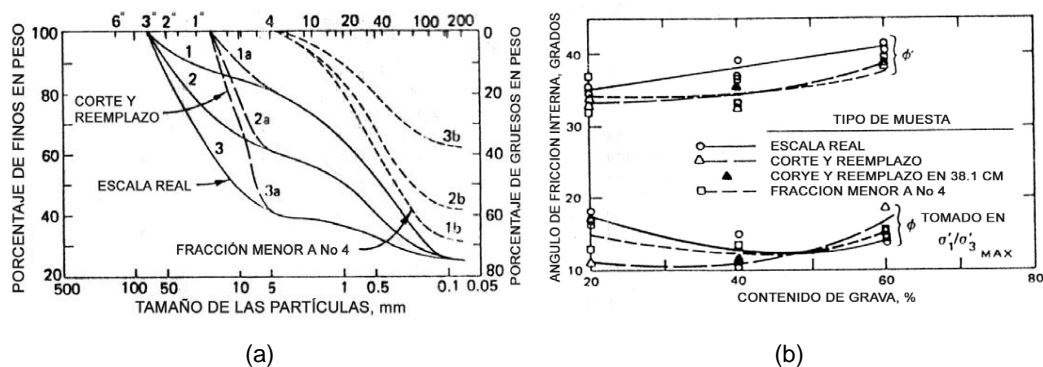 6" 3" 2" 1" 4 10 20 40 100 200
100 80 60 40 20
PORCENTAJE DE FINOS EN PESO
1 1a
2
CORTE Y
REEMPLAZO
2a
3b
3
ESCALA REAL
3a
2b
1b
FRACCIÓN MENOR A No 4
0 20 40 60 80
PORCENTAJE DE GRUESOS EN PESO
500 100 50 10 5 1 0.5 0.1 0.05
TAMAÑO DE LAS PARTÍCULAS, mm
(a)
40 30 20 10
ANGULO DE FRICCION INTERNA, GRADOS
ϕ'
TIPO DE MUESTA
ESCALA REAL
CORTE Y REEMPLAZO
CORYE Y REEMPLAZO EN 38.1 CM
FRACCION MENOR A No 4
ϕ TOMADO EN
σ'1/σ'3 MAX
20 40 60 80
CONTENIDO DE GRAVA, %
(b)